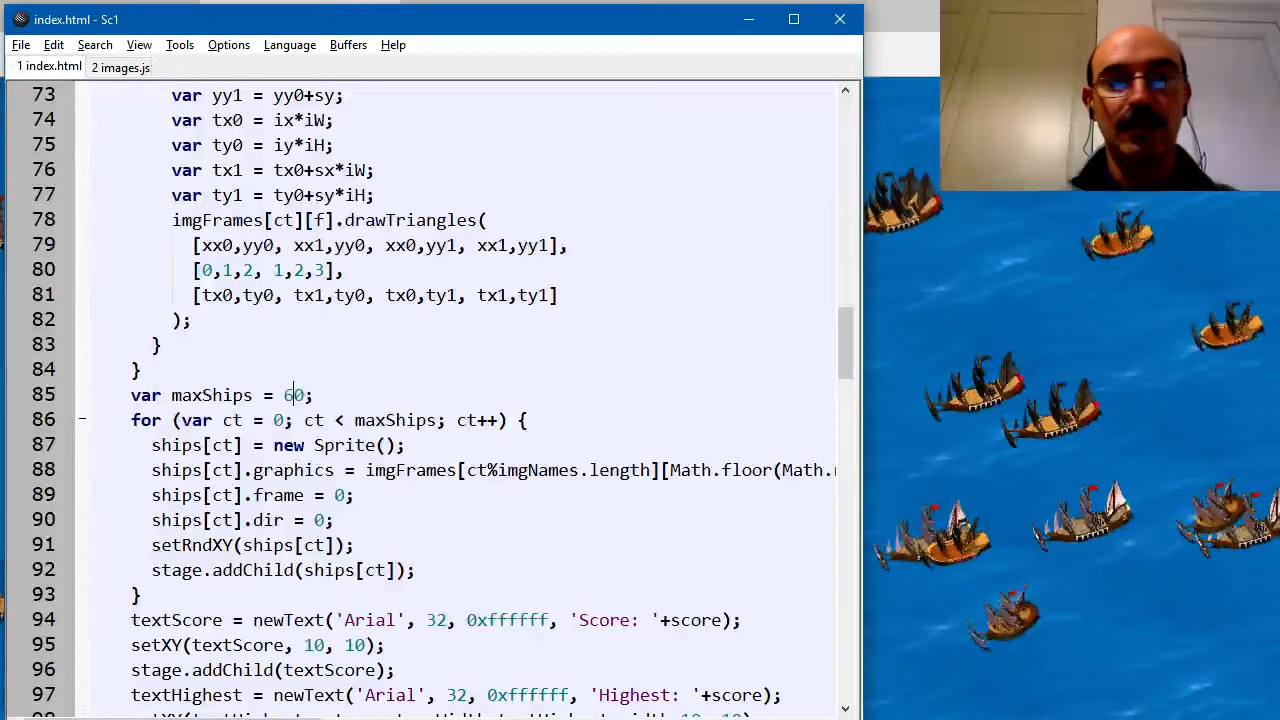 index.html - Sc1
File Edit Search View Tools Options Language Buffers Help
1 index.html 2 images.js
73 var yy1 = yy0+sy;
74 var tx0 = ix*iW;
75 var ty0 = iy*iH;
76 var tx1 = tx0+sx*iW;
77 var ty1 = ty0+sy*iH;
78 imgFrames[ct][f].drawTriangles(
79 [xx0,yy0, xx1,yy0, xx0,yy1, xx1,yy1],
80 [0,1,2, 1,2,3],
81 [tx0,ty0, tx1,ty0, tx0,ty1, tx1,ty1]
82 );
83 }
84 }
85 var maxShips = 60;
86 for (var ct = 0; ct < maxShips; ct++) {
87 ships[ct] = new Sprite();
88 ships[ct].graphics = imgFrames[ct%imgNames.length][Math.floor(Math.
89 ships[ct].frame = 0;
90 ships[ct].dir = 0;
91 setRndXY(ships[ct]);
92 stage.addChild(ships[ct]);
93 }
94 textScore = newText('Arial', 32, 0xffffff, 'Score: '+score);
95 setXY(textScore, 10, 10);
96 stage.addChild(textScore);
97 textHighest = newText('Arial', 32, 0xffffff, 'Highest: '+score);